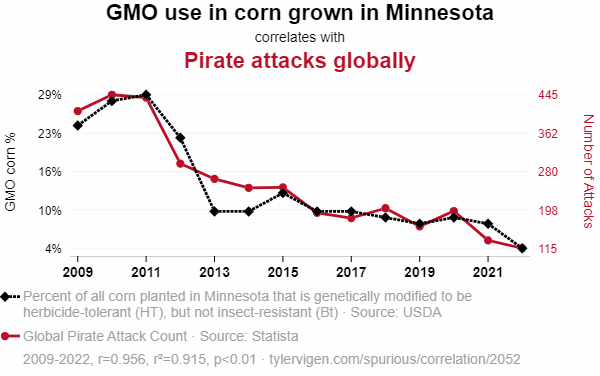 GMO use in corn grown in Minnesota
correlates with
Pirate attacks globally
29%
23%
16%
10%
4%
GMO corn %
445
362
280
198
115
Number of Attacks
2009
2011
2013
2015
2017
2019
2021
Percent of all corn planted in Minnesota that is genetically modified to be
herbicide-tolerant (HT), but not insect-resistant (Bt) · Source: USDA
Global Pirate Attack Count · Source: Statista
2009-2022, r=0.956, r²=0.915, p<0.01 · tylervigen.com/spurious/correlation/2052